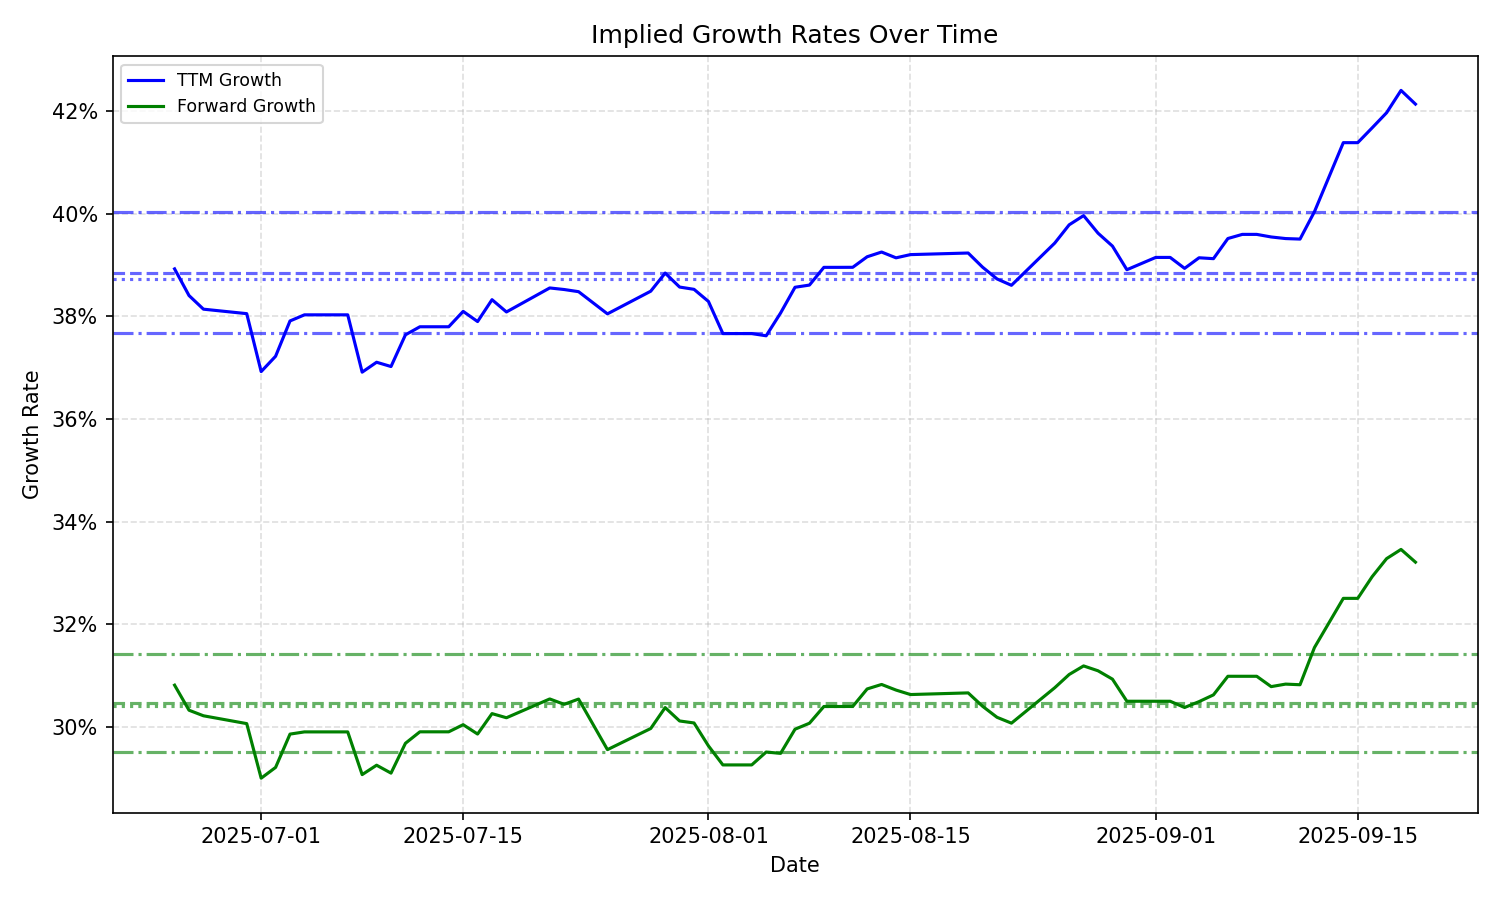 Implied Growth Rates Over Time
TTM Growth
Forward Growth
42%
40%
38%
36%
34%
32%
30%
Growth Rate
2025-07-01
2025-07-15
2025-08-01
2025-08-15
2025-09-01
2025-09-15
Date